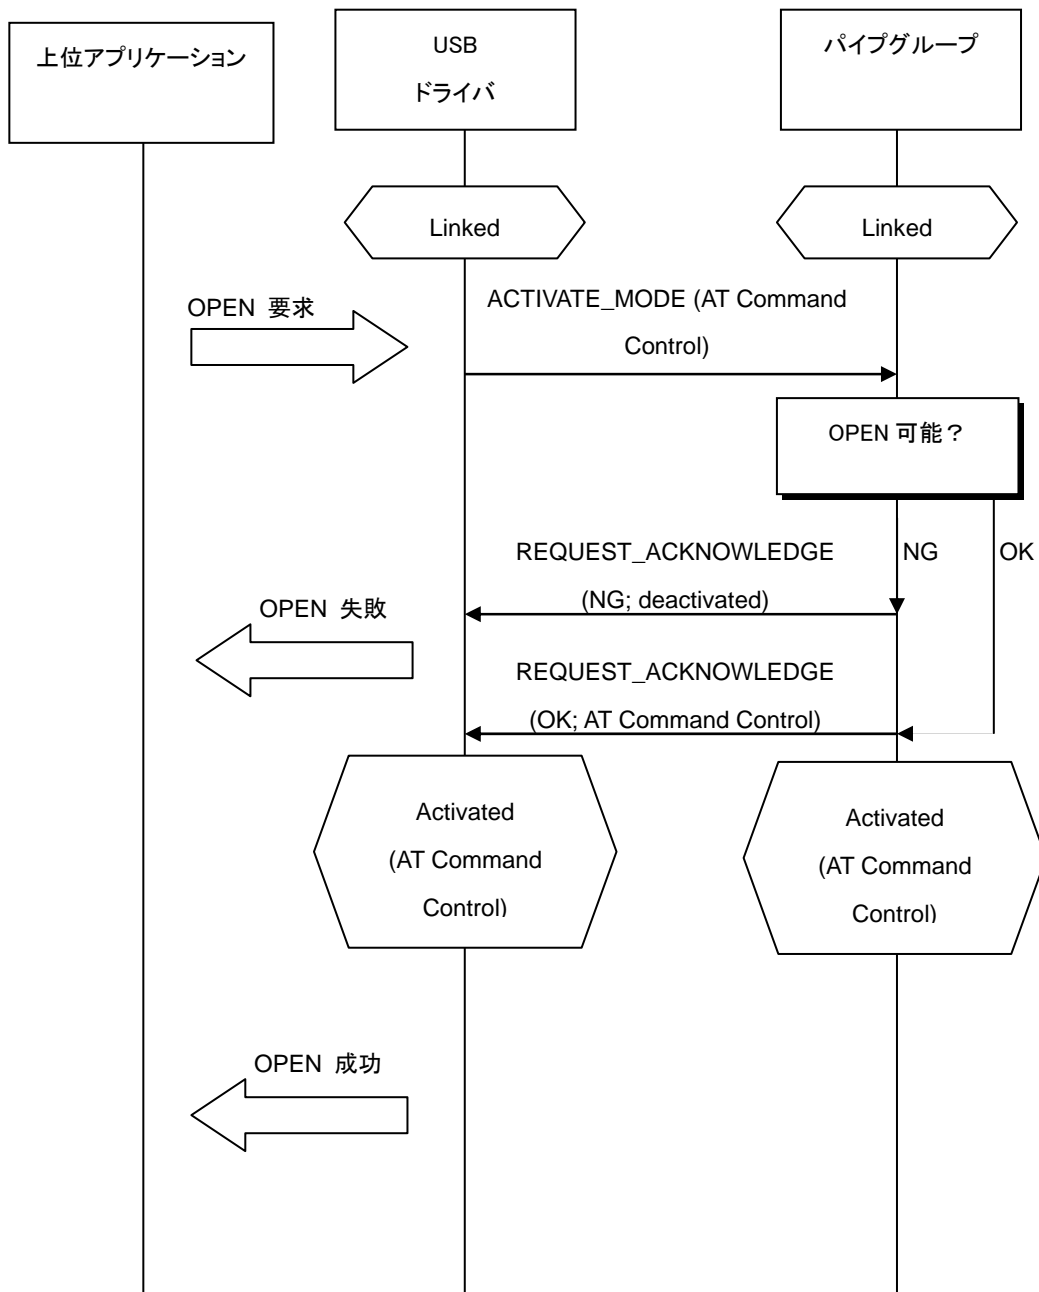 上位アプリケーション
USB
ドライバ
パイプグループ
Linked
Linked
OPEN 要求
ACTIVATE_MODE (AT Command
Control)
OPEN 可能？
REQUEST_ACKNOWLEDGE
(NG; deactivated)
NG
OK
OPEN 失敗
REQUEST_ACKNOWLEDGE
(OK; AT Command Control)
Activated
(AT Command
Control)
Activated
(AT Command
Control)
OPEN 成功